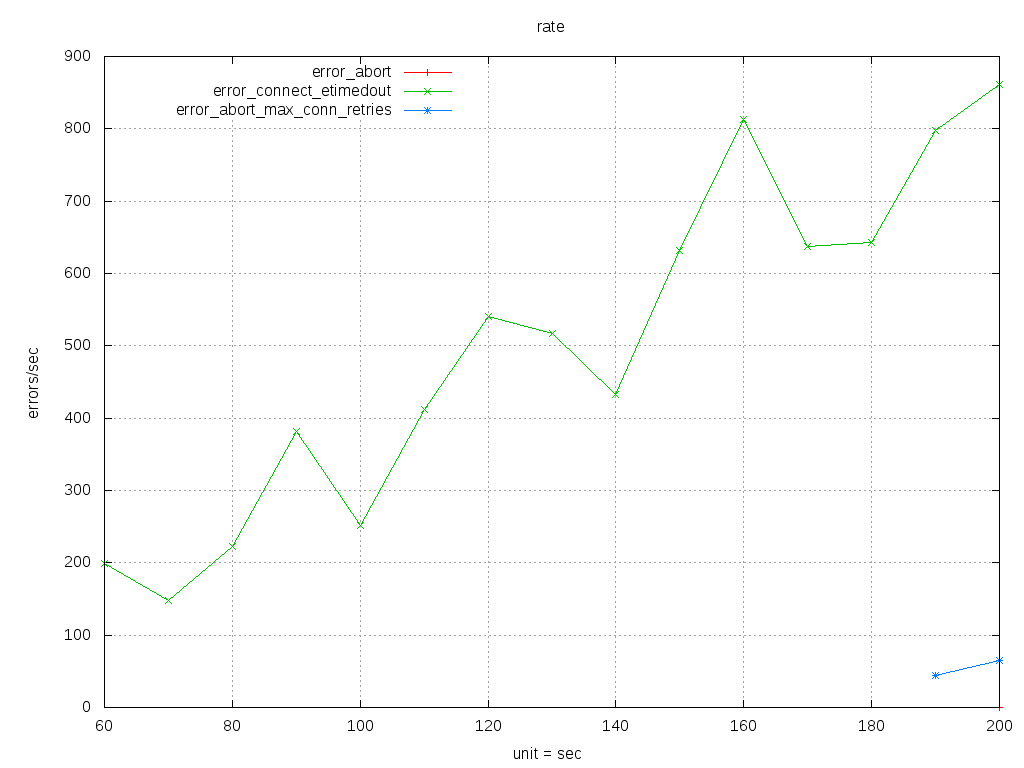 rate
900
800
700
600
500
400
300
200
100
0
errors/sec
error_abort
error_connect_etimedout
error_abort_max_conn_retries
60 80 100 120 140 160 180 200
unit = sec